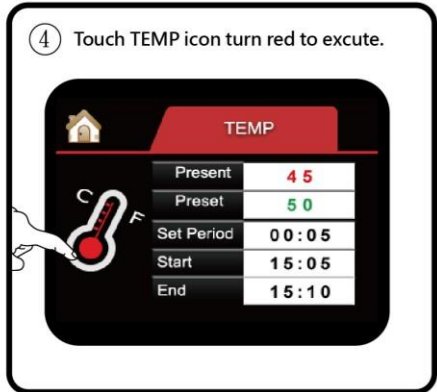 ④ Touch TEMP icon turn red to excute.
TEMP
Present 45
Preset 50
C F
Set Period 00:05
Start 15:05
End 15:10